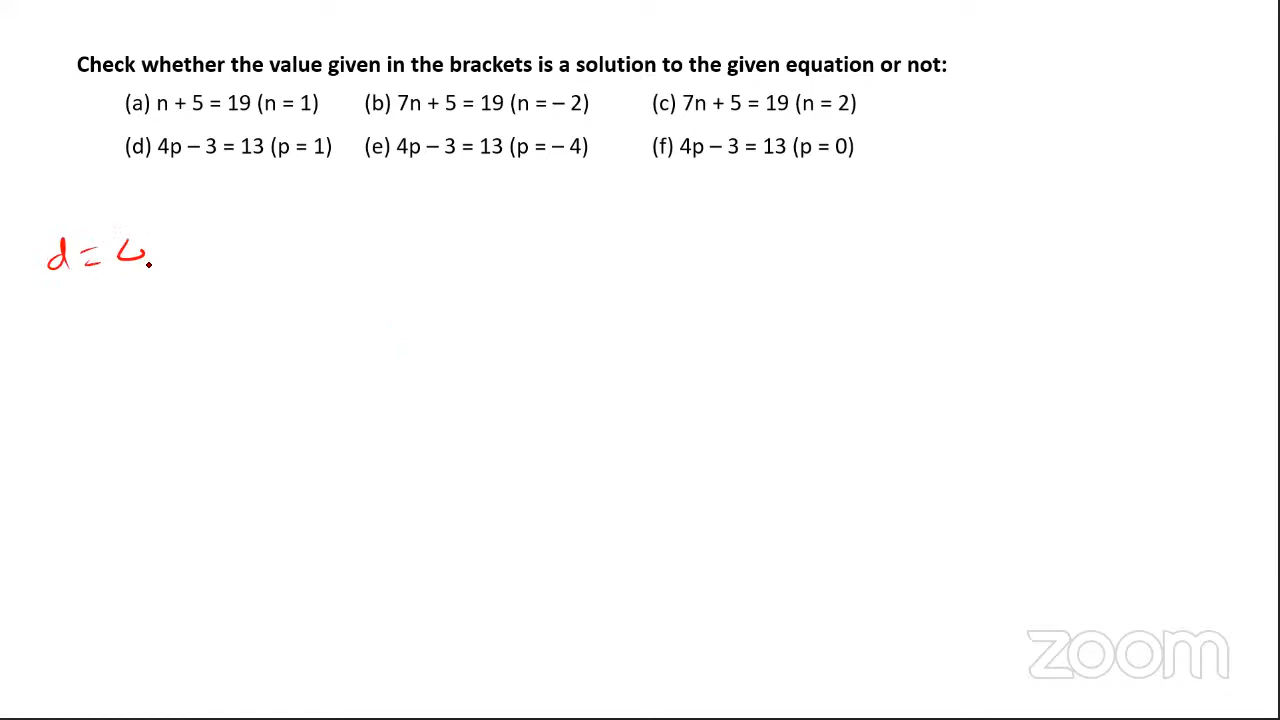 Check whether the value given in the brackets is a solution to the given equation or not:
(a) n + 5 = 19 (n = 1) (b) 7n + 5 = 19 (n = – 2) (c) 7n + 5 = 19 (n = 2)
(d) 4p – 3 = 13 (p = 1) (e) 4p – 3 = 13 (p = – 4) (f) 4p – 3 = 13 (p = 0)
d =
zoom